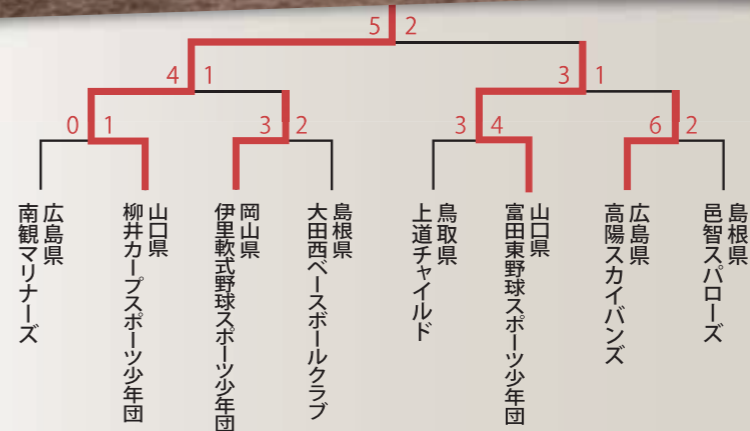 5 2
4 1
3 1
0 1
3 2
3 4
6 2
広島県
南観マリナーズ
山口県
柳井カープスポーツ少年団
岡山県
伊里軟式野球スポーツ少年団
島根県
大田西ベースボールクラブ
鳥取県
上道チャイルド
山口県
富田東野球スポーツ少年団
広島県
高陽スカイバンズ
島根県
邑智スパローズ